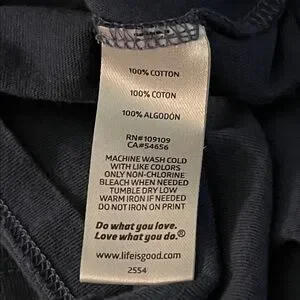 100% COTTON
100% COTON
100% ALGODÓN
RN#109109
CA#54656
MACHINE WASH COLD
WITH LIKE COLORS
ONLY NON-CHLORINE
BLEACH WHEN NEEDED
TUMBLE DRY LOW
WARM IRON IF NEEDED
DO NOT IRON ON PRINT
Do what you love.
Love what you do.®
www.lifeisgood.com
2554